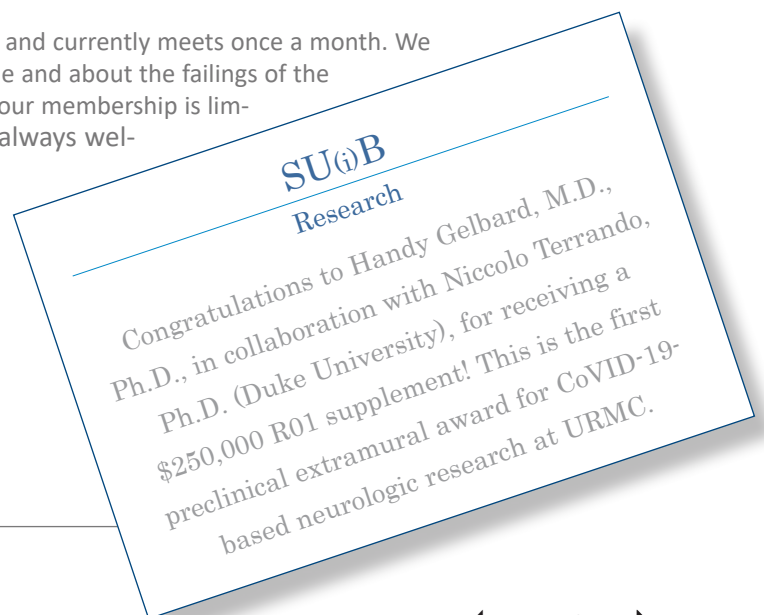 and currently meets once a month. We
e and about the failings of the
our membership is lim-
always wel-
SU(i)B
Research
Congratulations to Handy Gelbard, M.D.,
Ph.D., in collaboration with Niccolo Terrando,
Ph.D. (Duke University), for receiving a
$250,000 R01 supplement! This is the first
preclinical extramural award for CoVID-19-
based neurologic research at URMC.